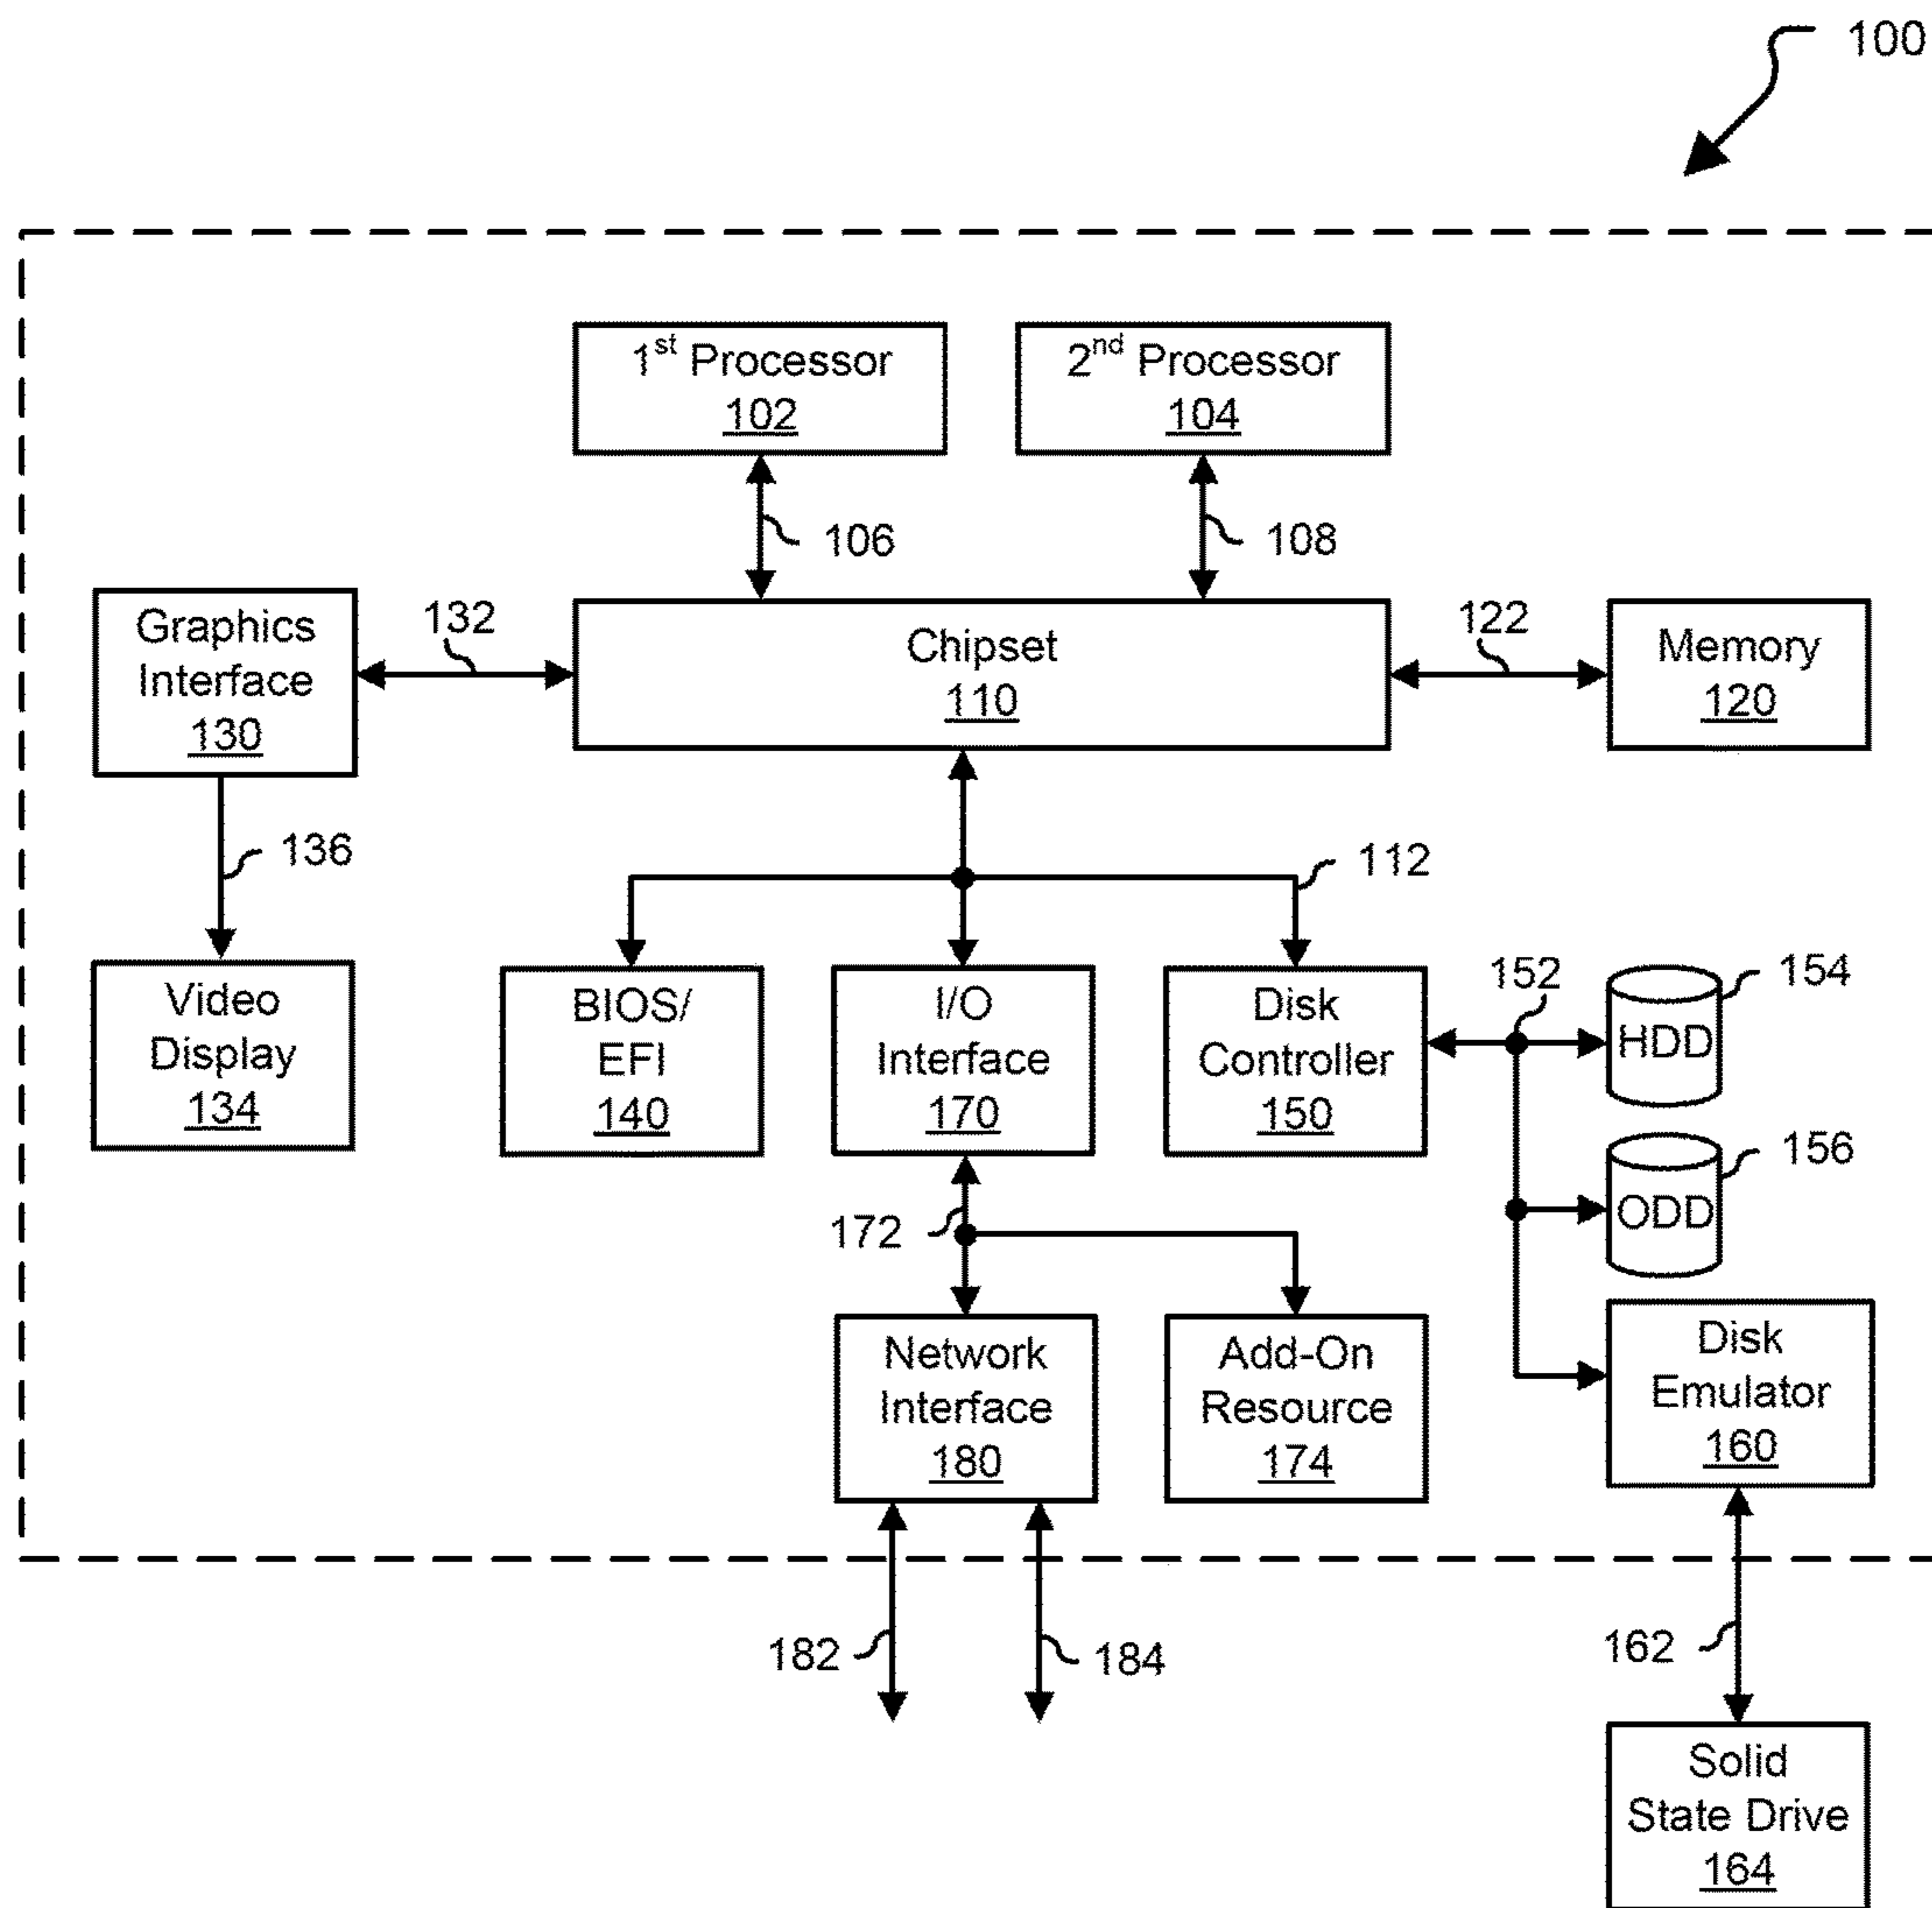 100
1st Processor
102
2nd Processor
104
106
108
Graphics
Interface
130
132
Chipset
110
122
Memory
120
136
112
Video
Display
134
BIOS/
EFI
140
I/O
Interface
170
Disk
Controller
150
152
HDD
154
ODD
156
172
Network
Interface
180
Add-On
Resource
174
Disk
Emulator
160
182
184
162
Solid
State Drive
164